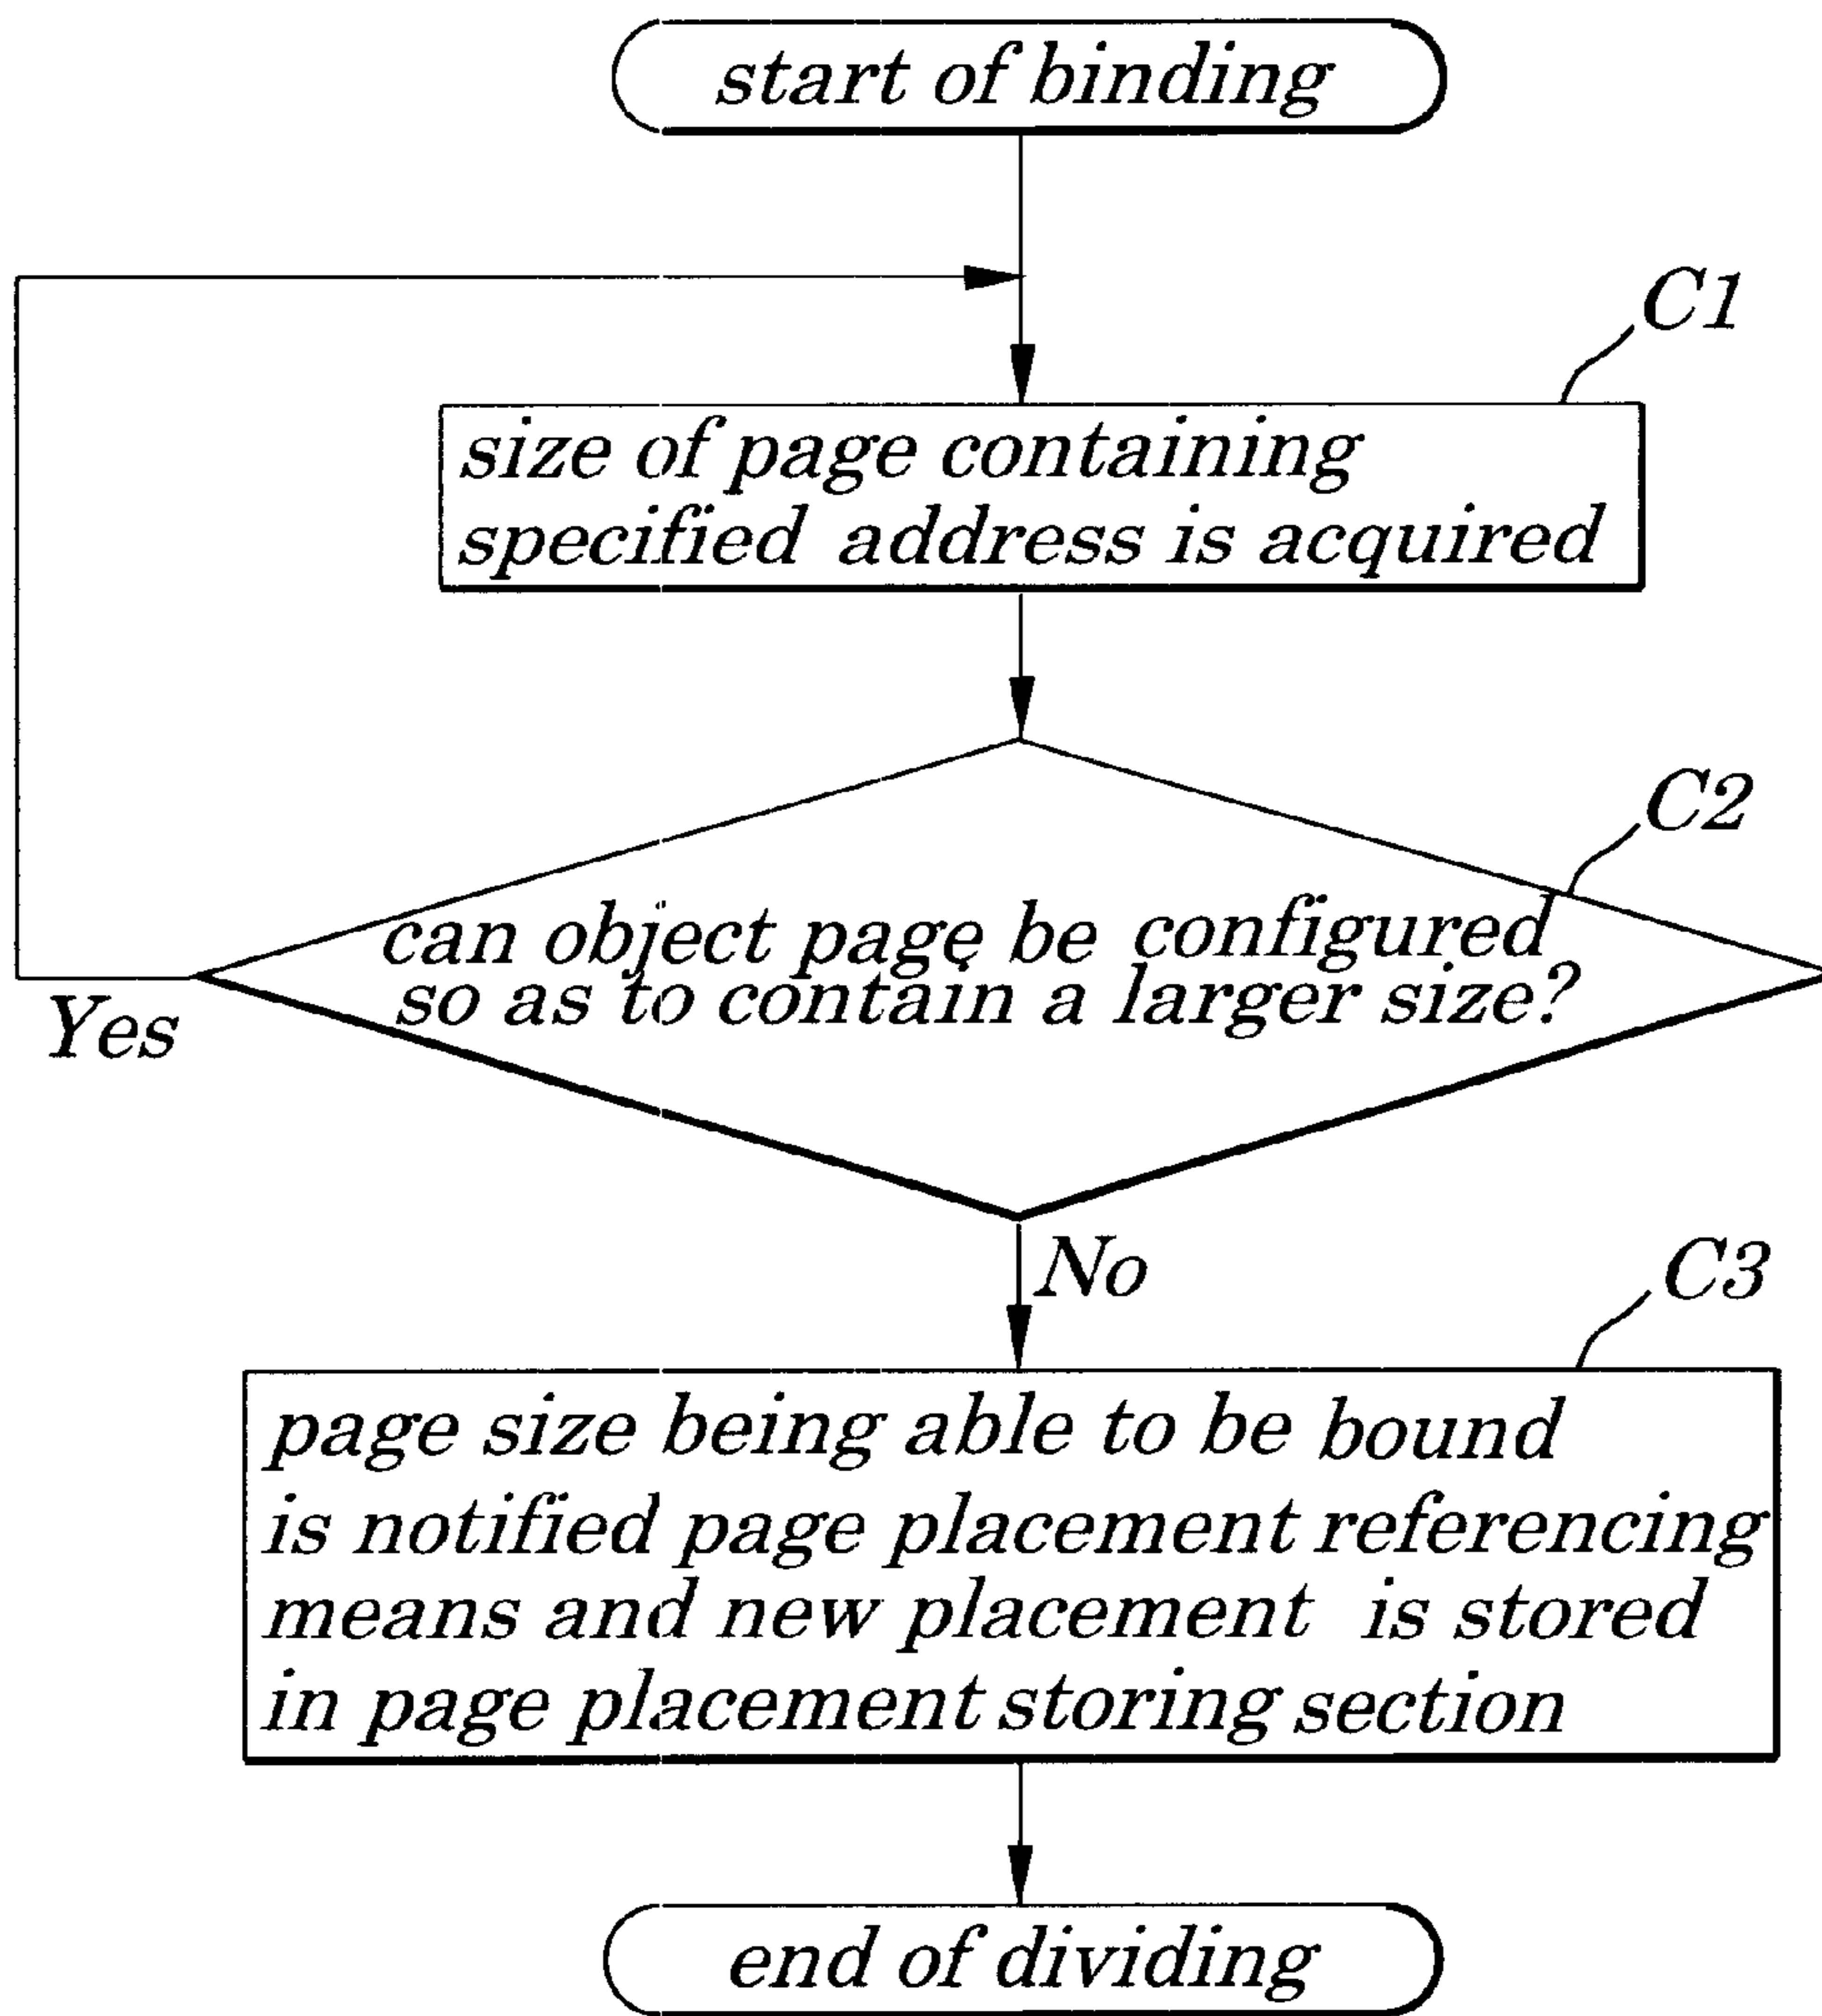 start of binding
C1
size of page containing
specified address is acquired
C2
can object page be configured
so as to contain a larger size?
Yes
No
C3
page size being able to be bound
is notified page placement referencing
means and new placement is stored
in page placement storing section
end of dividing